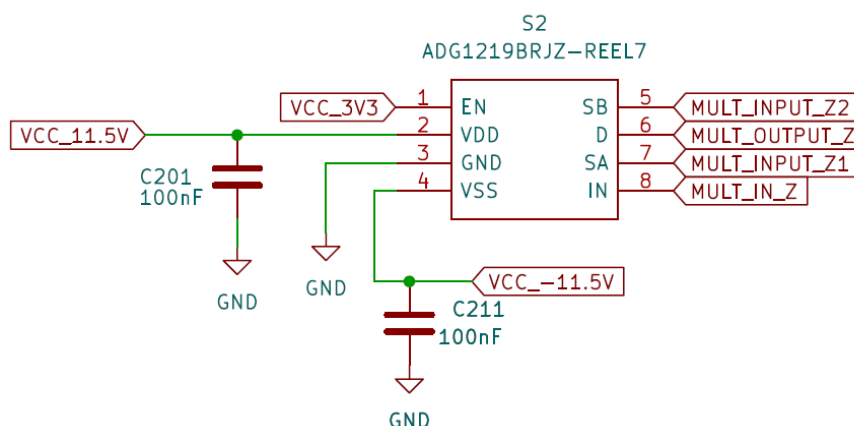 S2
ADG1219BRJZ-REEL7
VCC_3V3
1 EN SB 5 MULT_INPUT_Z2
VCC_11.5V
2 VDD D 6 MULT_OUTPUT_Z
3 GND SA 7 MULT_INPUT_Z1
4 VSS IN 8 MULT_IN_Z
C201
100nF
GND
GND
VCC_-11.5V
C211
100nF
GND